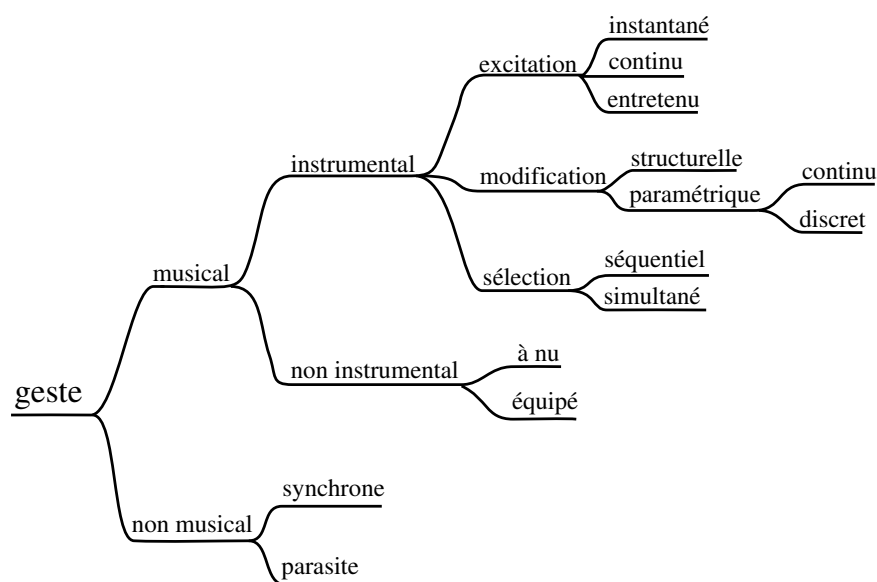 instantané
excitation
continu
entretenu
instrumental
structurelle
modification
continu
paramétrique
discret
séquentiel
musical
sélection
simultané
à nu
non instrumental
geste
équipé
synchrone
non musical
parasite